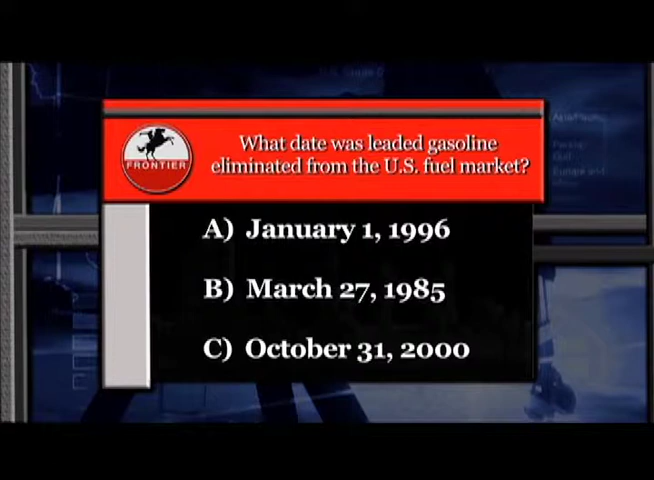 FRONTIER
What date was leaded gasoline
eliminated from the U.S. fuel market?
A) January 1, 1996
B) March 27, 1985
C) October 31, 2000